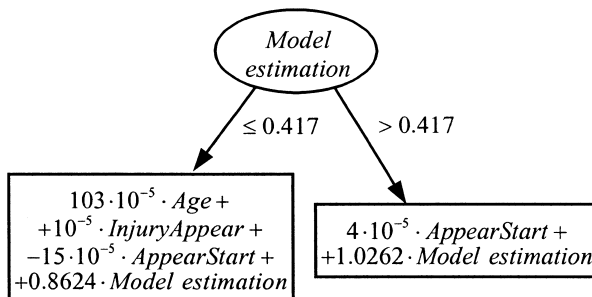 Model
estimation
≤ 0.417
> 0.417
103·10⁻⁵·Age +
+10⁻⁵·InjuryAppear +
−15·10⁻⁵·AppearStart +
+0.8624·Model estimation
4·10⁻⁵·AppearStart +
+1.0262·Model estimation